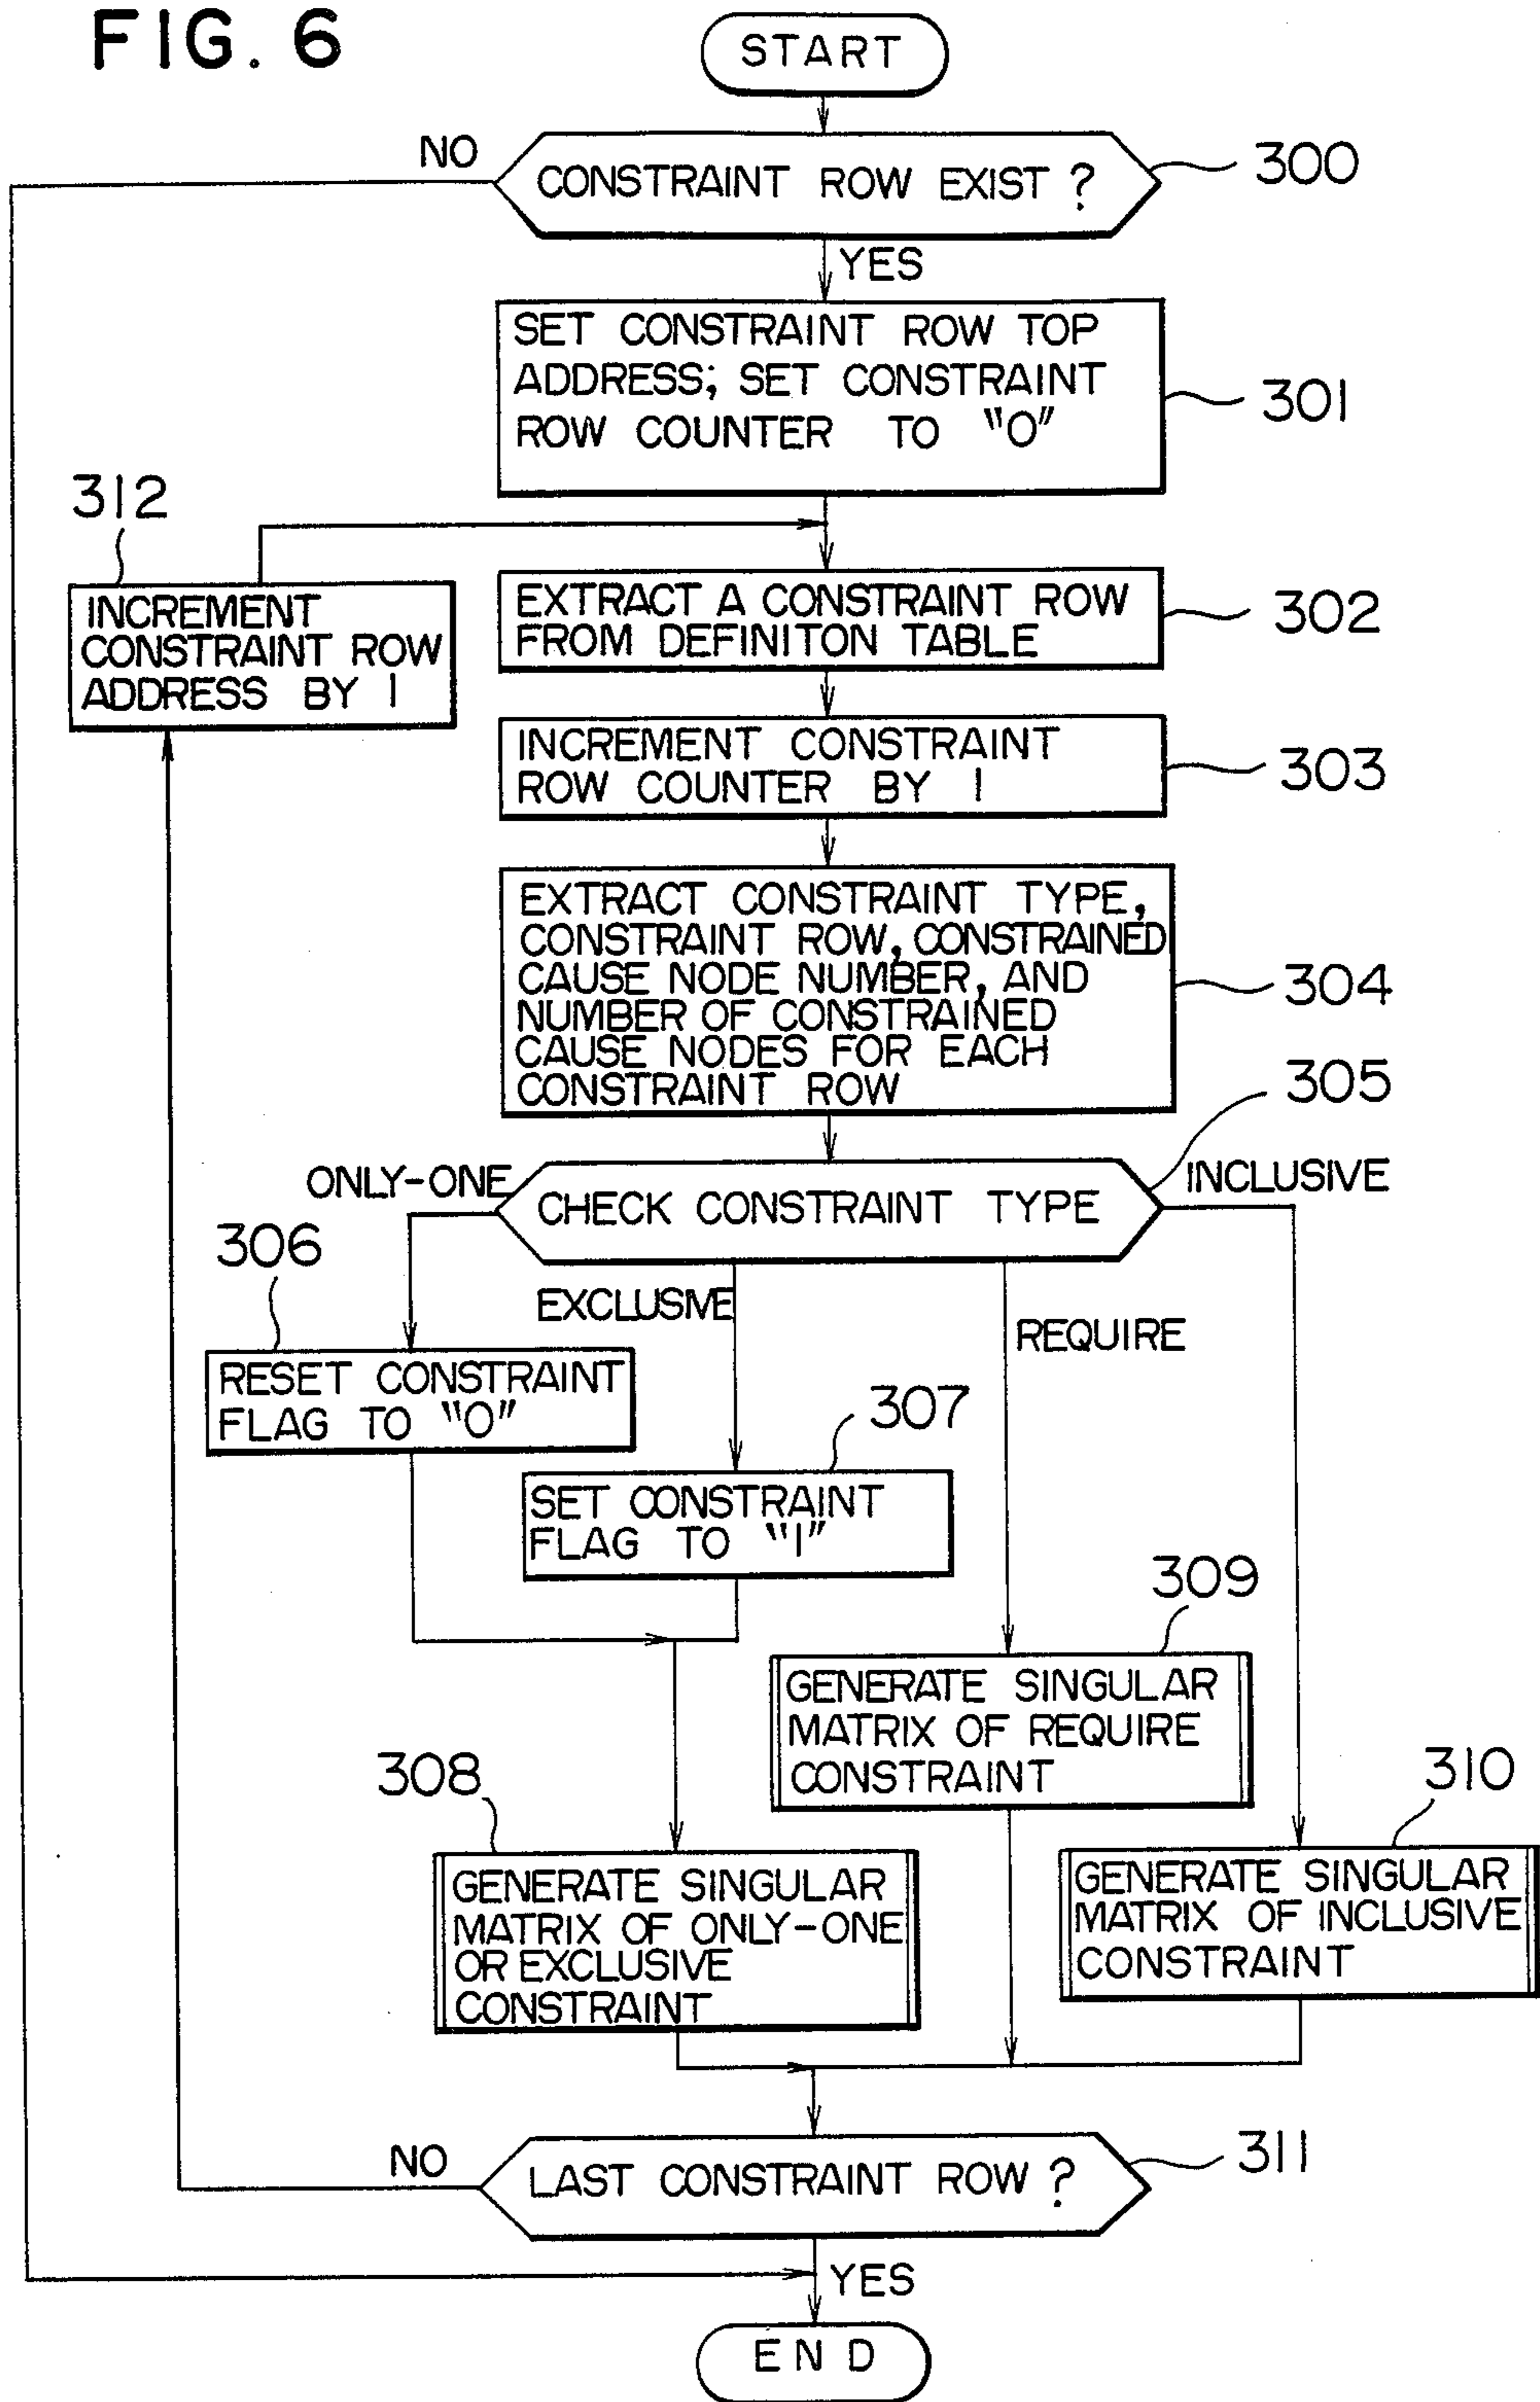 FIG. 6
START
NO
CONSTRAINT ROW EXIST ?
300
YES
SET CONSTRAINT ROW TOP
ADDRESS; SET CONSTRAINT
ROW COUNTER TO "0"
301
312
INCREMENT
CONSTRAINT ROW
ADDRESS BY 1
EXTRACT A CONSTRAINT ROW
FROM DEFINITON TABLE
302
INCREMENT CONSTRAINT
ROW COUNTER BY 1
303
EXTRACT CONSTRAINT TYPE,
CONSTRAINT ROW, CONSTRAINED
CAUSE NODE NUMBER, AND
NUMBER OF CONSTRAINED
CAUSE NODES FOR EACH
CONSTRAINT ROW
304
305
ONLY-ONE
CHECK CONSTRAINT TYPE
INCLUSIVE
306
EXCLUSIVE
REQUIRE
RESET CONSTRAINT
FLAG TO "0"
307
SET CONSTRAINT
FLAG TO "1"
309
GENERATE SINGULAR
MATRIX OF REQUIRE
CONSTRAINT
308
GENERATE SINGULAR
MATRIX OF ONLY-ONE
OR EXCLUSIVE
CONSTRAINT
310
GENERATE SINGULAR
MATRIX OF INCLUSIVE
CONSTRAINT
NO
LAST CONSTRAINT ROW ?
311
YES
END